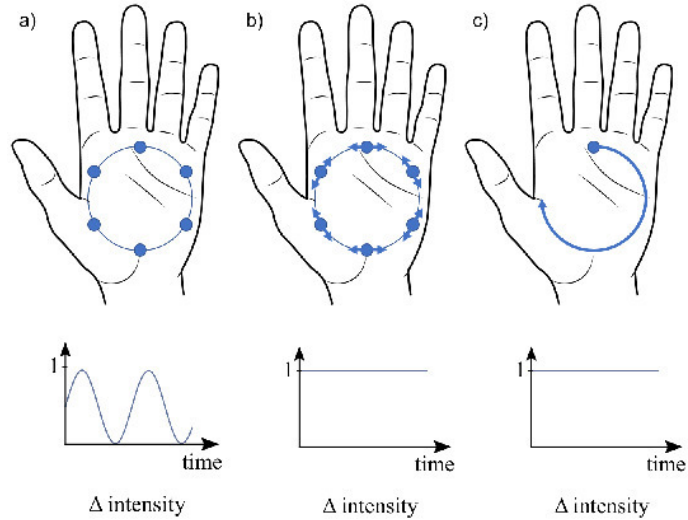 a)
b)
c)
1
time
1
time
1
time
Δ intensity
Δ intensity
Δ intensity